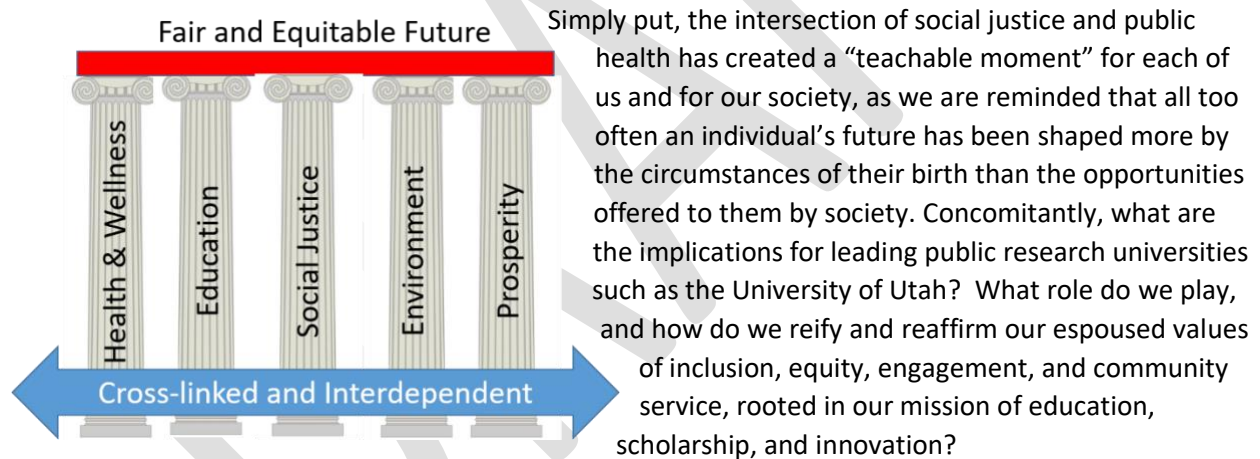 Fair and Equitable Future
Health & Wellness
Education
Social Justice
Environment
Prosperity
Cross-linked and Interdependent
Simply put, the intersection of social justice and public
health has created a “teachable moment” for each of
us and for our society, as we are reminded that all too
often an individual’s future has been shaped more by
the circumstances of their birth than the opportunities
offered to them by society. Concomitantly, what are
the implications for leading public research universities
such as the University of Utah?  What role do we play,
and how do we reify and reaffirm our espoused values
of inclusion, equity, engagement, and community
service, rooted in our mission of education,
scholarship, and innovation?